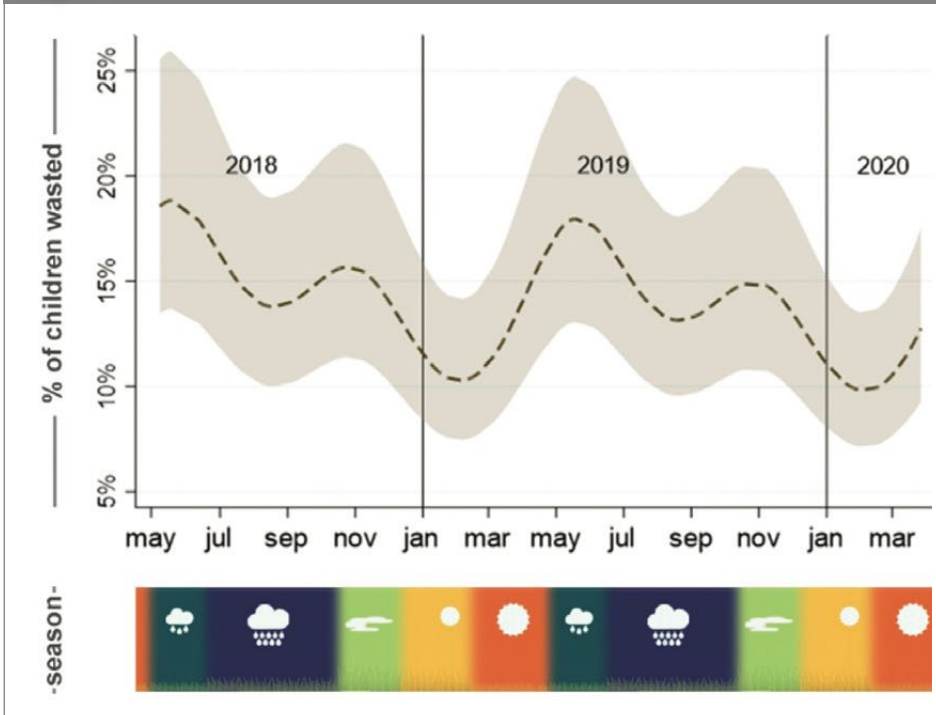 % of children wasted
25%
20%
15%
10%
5%
2018
2019
2020
may jul sep nov jan mar may jul sep nov jan mar
-season-